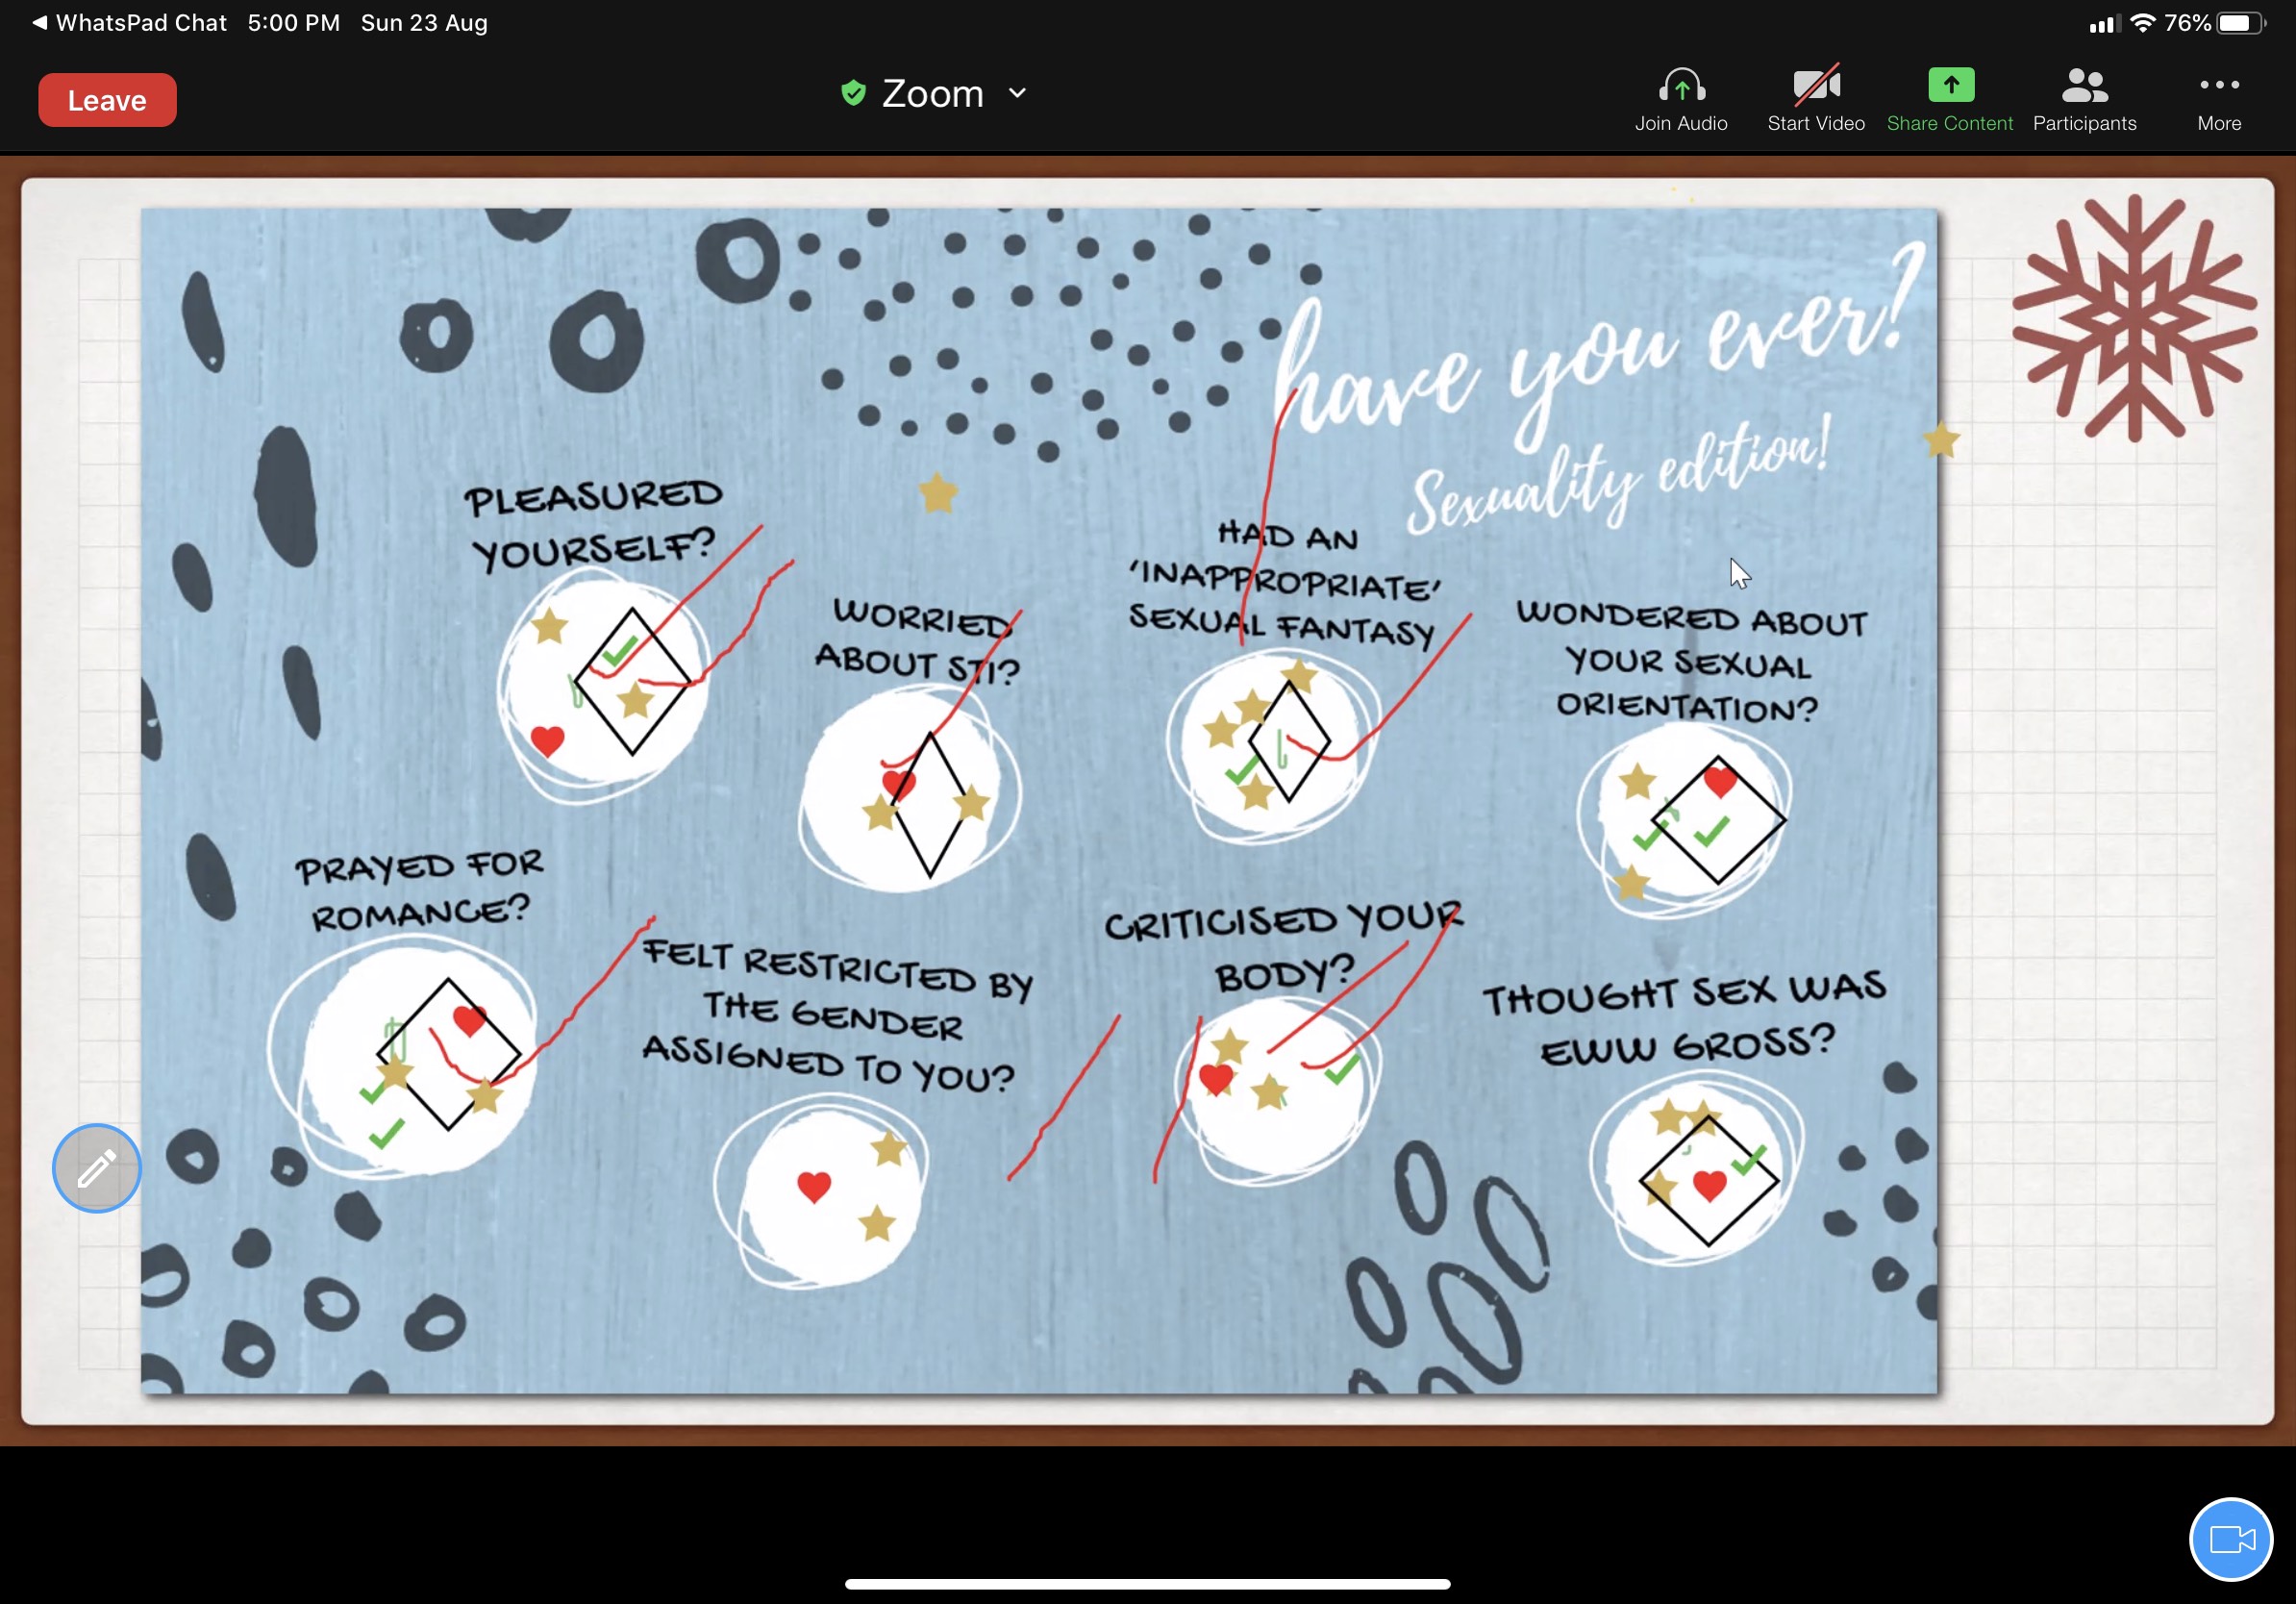 WhatsPad Chat 5:00 PM Sun 23 Aug 76%
Leave
Zoom
Join Audio
Start Video
Share Content
Participants
More
have you ever?
Sexuality edition!
PLEASURED
YOURSELF?
WORRIED
ABOUT STI?
HAD AN
'INAPPROPRIATE'
SEXUAL FANTASY
WONDERED ABOUT
YOUR SEXUAL
ORIENTATION?
PRAYED FOR
ROMANCE?
FELT RESTRICTED BY
THE GENDER
ASSIGNED TO YOU?
CRITICISED YOUR
BODY?
THOUGHT SEX WAS
EWW GROSS?